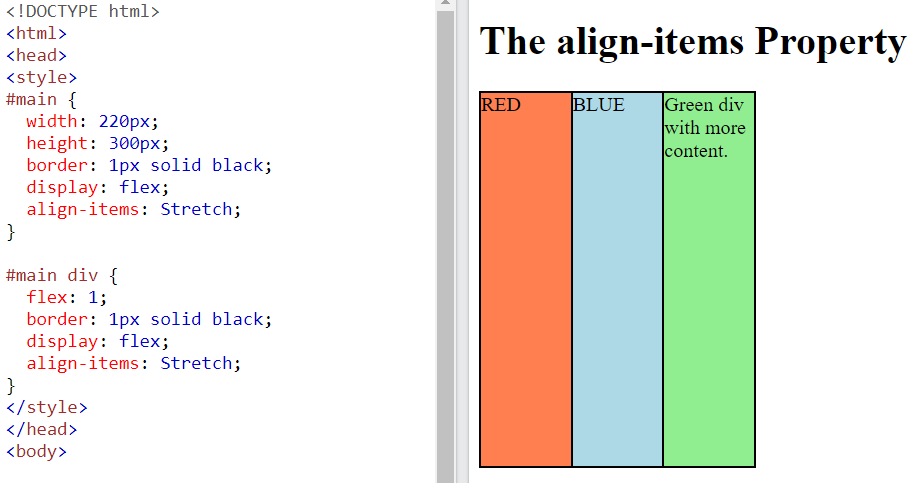 <!DOCTYPE html>
<html>
<head>
<style>
#main {
  width: 220px;
  height: 300px;
  border: 1px solid black;
  display: flex;
  align-items: Stretch;
}

#main div {
  flex: 1;
  border: 1px solid black;
  display: flex;
  align-items: Stretch;
}
</style>
</head>
<body>
The align-items Property
RED
BLUE
Green div
with more
content.